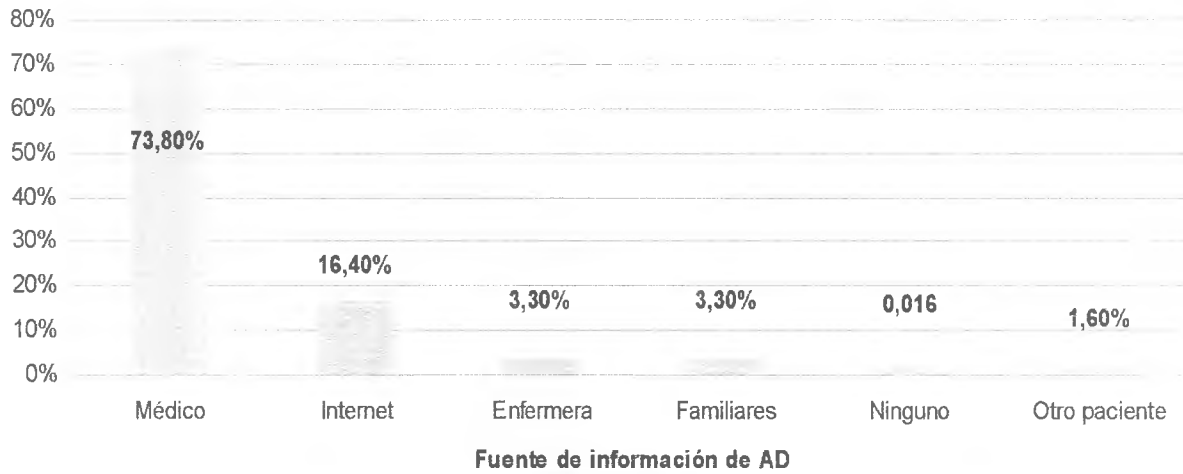 80%
70%
60%
50%
40%
30%
20%
10%
0%
73,80%
16,40%
3,30%
3,30%
0,016
1,60%
Médico
Internet
Enfermera
Familiares
Ninguno
Otro paciente
Fuente de información de AD